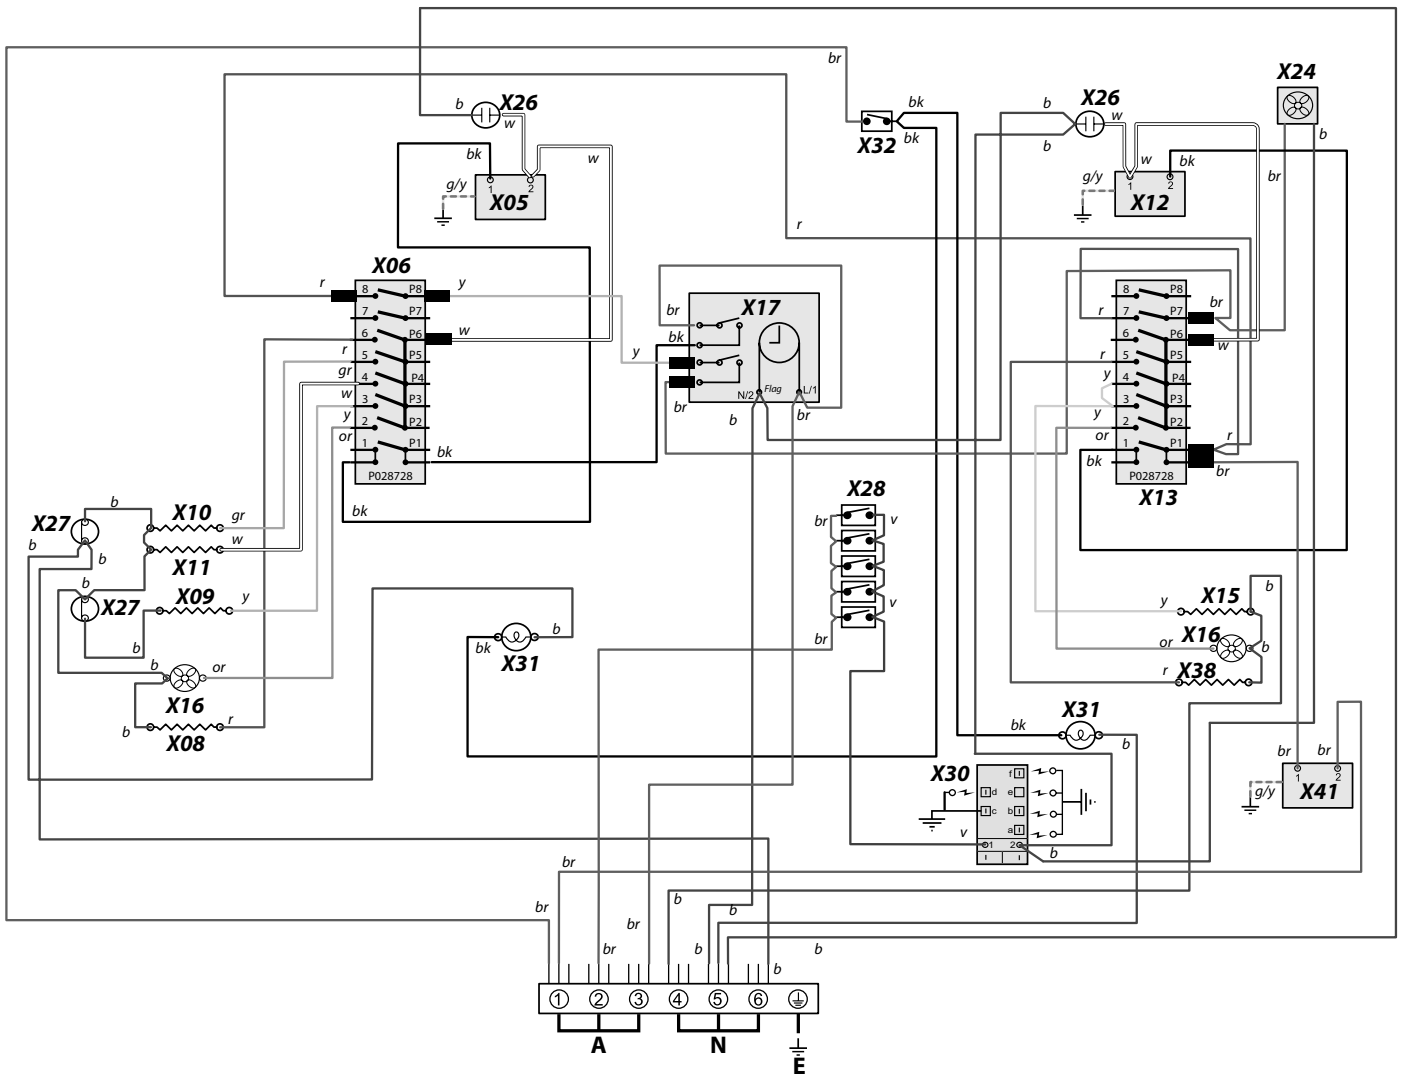 br
X24
b
X26
w
bk
b
X26
w
b
bk
w
X32
bk
b
w
bk
b
g/y
1
2
X05
g/y
1
2
X12
br
r
X06
r
8
P8
y
7
P7
6
P6
w
r
5
P5
gr
4
P4
w
3
P3
y
2
P2
or
1
P1
bk
P028728
bk
X17
br
bk
y
br
N/2
Flag
L/1
b
br
8
P8
br
r
7
P7
6
P6
w
r
5
P5
y
4
P4
3
P3
y
2
P2
or
1
P1
r
bk
br
P028728
X13
X28
br
v
v
br
b
X10
gr
X27
b
w
b
X11
b
X09
y
X27
b
b
or
X16
b
r
X08
b
bk
X31
b
y
X15
or
X16
b
r
X38
X31
bk
b
br
br
1
2
X41
g/y
X30
f
d
e
c
b
a
v
1
2
b
br
br
b
b
br
br
b
b
b
1
2
3
4
5
6
A
N
E